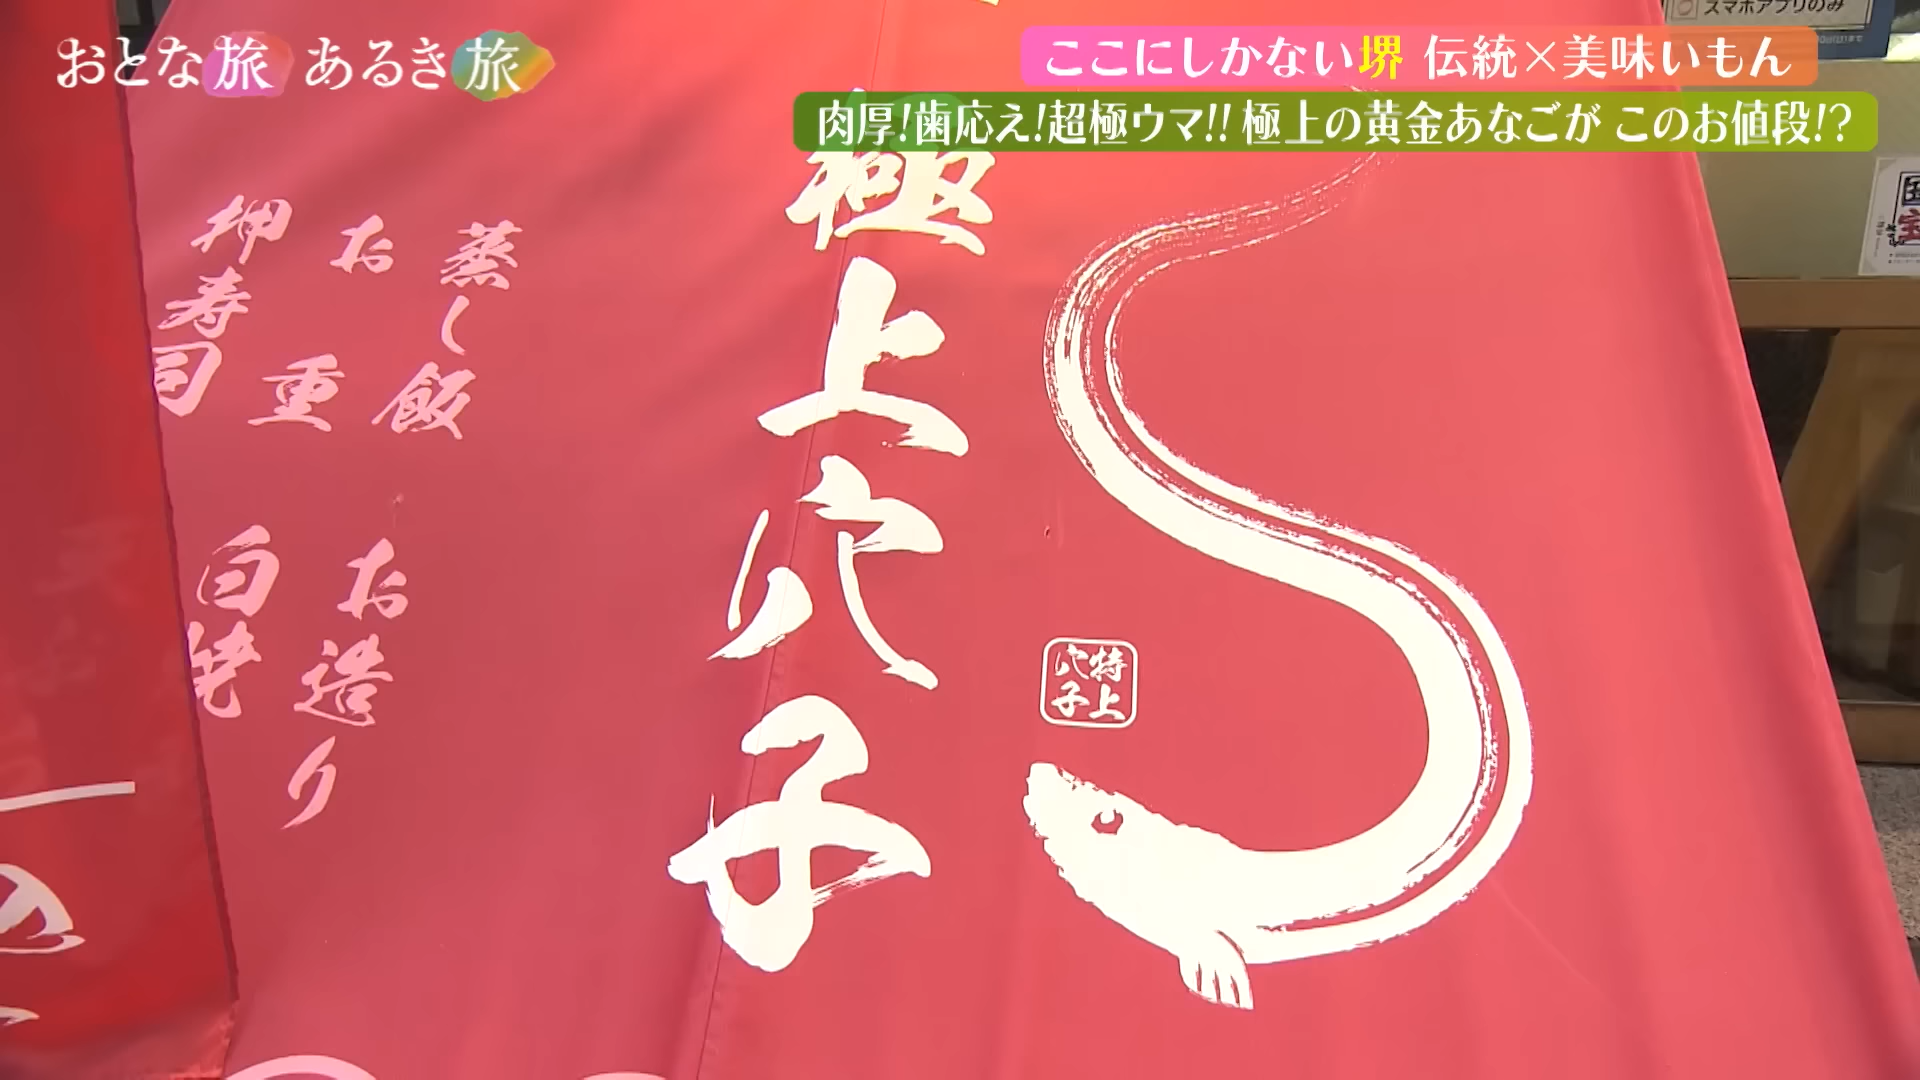 おとな旅 あるき旅
ここにしかない堺 伝統×美味いもん
肉厚!歯応え!超極ウマ!! 極上の黄金あなごが このお値段!?
スマホアプリのみ
極上穴子
特上
穴子
蒸し飯
お造り
お重
白焼
押寿司